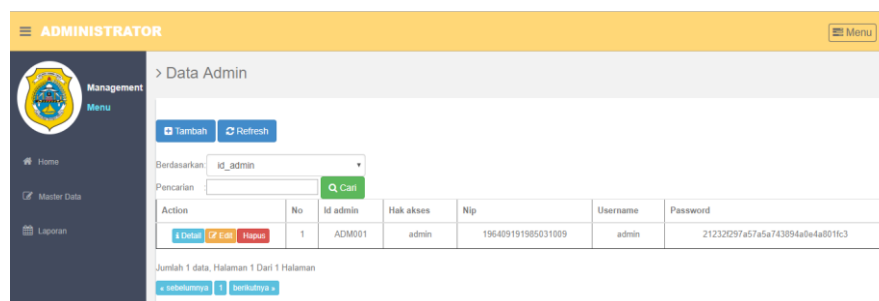 ADMINISTRATOR
Menu
Management
Menu
Home
Master Data
Laporan
> Data Admin
Tambah Refresh
Berdasarkan: id_admin
Pencarian : Cari
Action No Id admin Hak akses Nip Username Password
Detail Edit Hapus 1 ADM001 admin 196409191985031009 admin 21232f297a57a5a743894a0e4a801fc3
Jumlah 1 data, Halaman 1 Dari 1 Halaman
« sebelumnya 1 berikutnya »